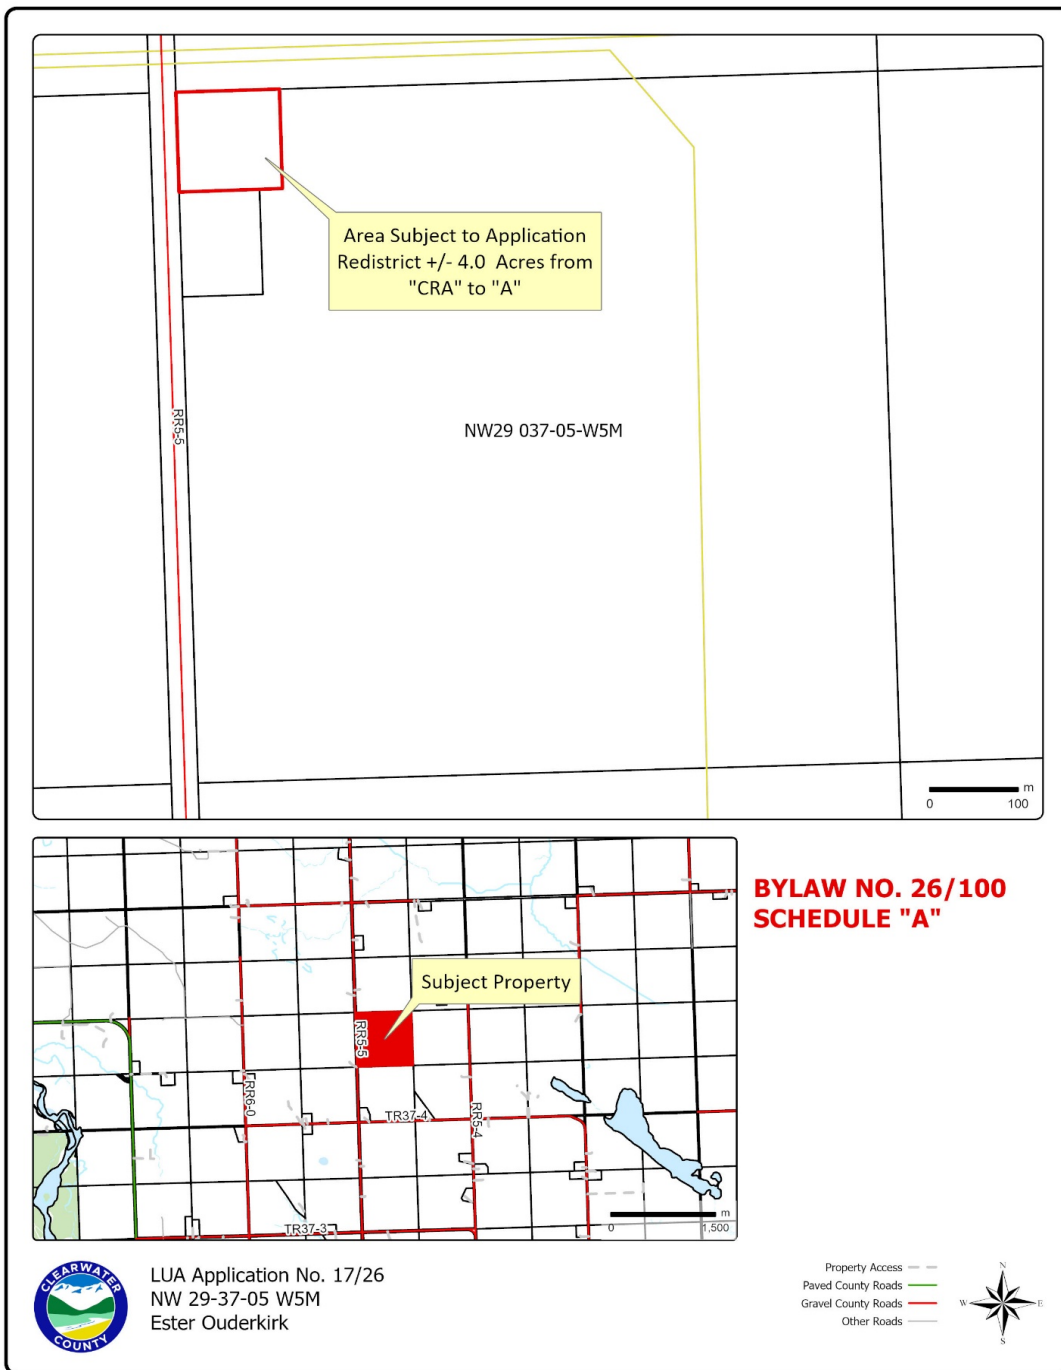 Area Subject to Application
Redistrict +/- 4.0 Acres from
"CRA" to "A"
RR5-5
NW29 037-05-W5M
m
0 100
BYLAW NO. 26/100
SCHEDULE "A"
Subject Property
RR5-5
RR6-0
TR37-4
RR5-4
TR37-3
m
0 1,500
CLEARWATER
COUNTY
LUA Application No. 17/26
NW 29-37-05 W5M
Ester Ouderkirk
Property Access
Paved County Roads
Gravel County Roads
Other Roads
N
W E
S